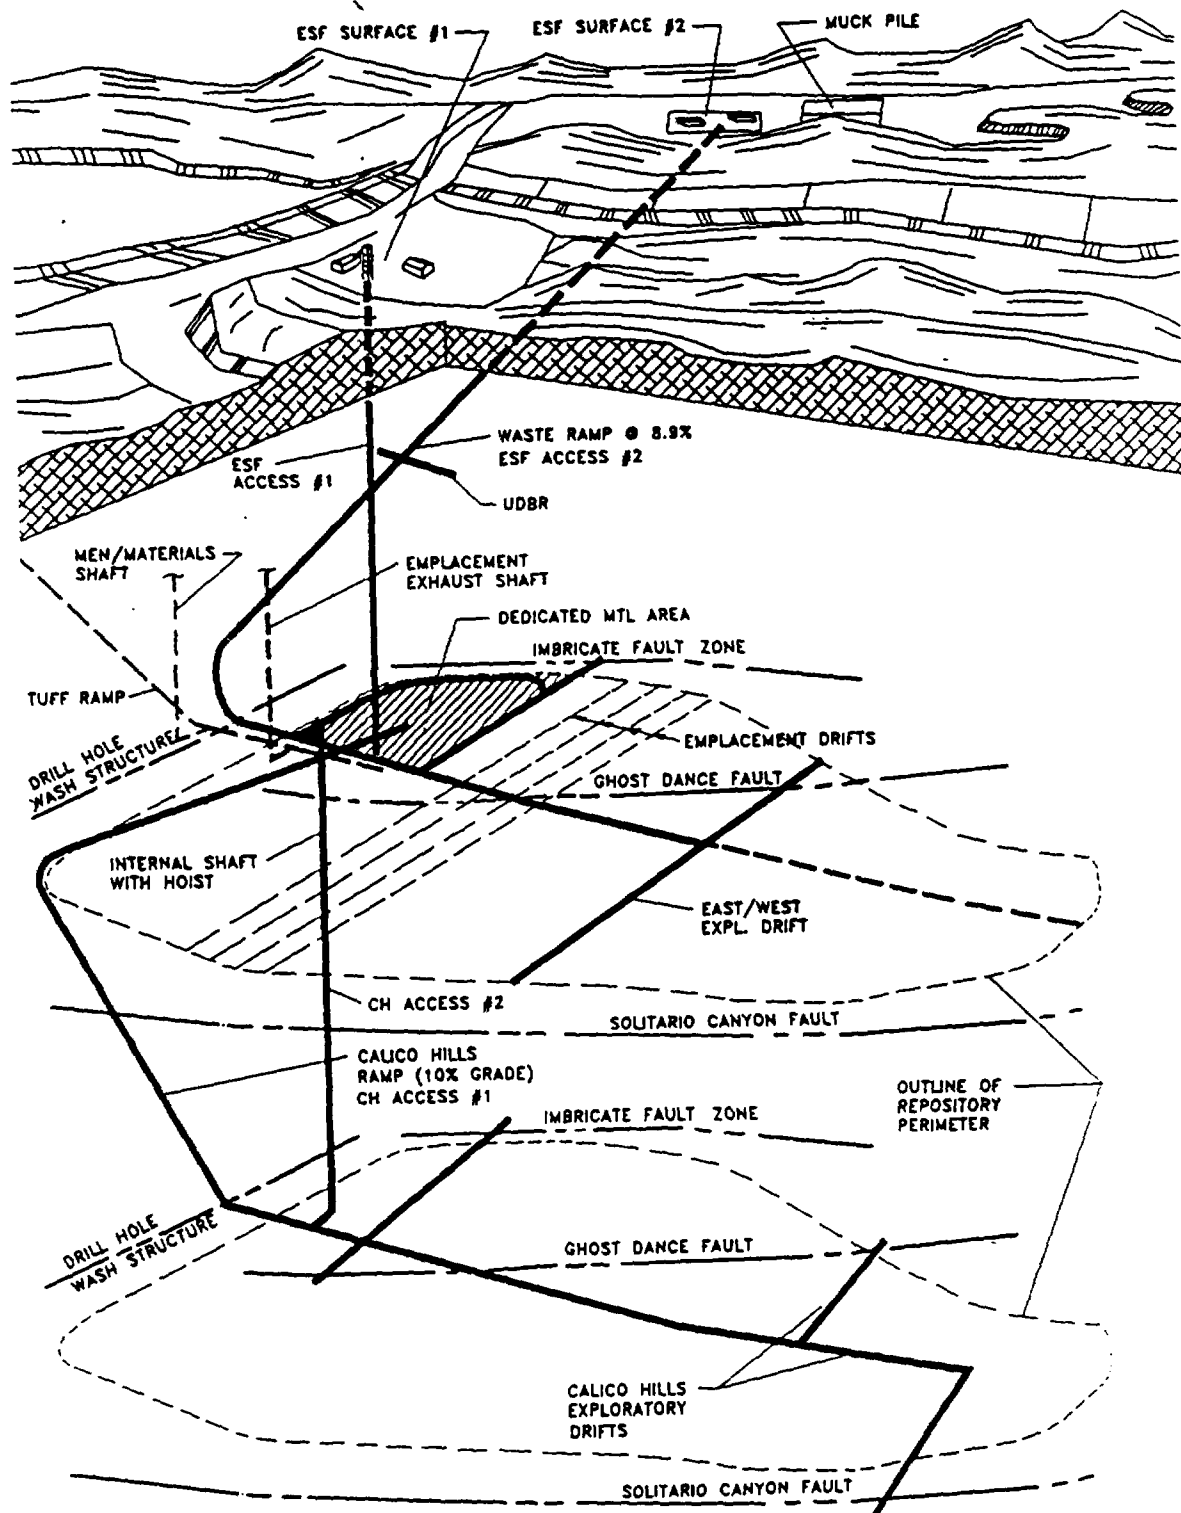 ESF SURFACE #1
ESF SURFACE #2
MUCK PILE
WASTE RAMP @ 8.9%
ESF ACCESS #2
ESF
ACCESS #1
UDBR
MEN/MATERIALS
SHAFT
EMPLACEMENT
EXHAUST SHAFT
DEDICATED MTL AREA
IMBRICATE FAULT ZONE
TUFF RAMP
DRILL HOLE
WASH STRUCTURE
EMPLACEMENT DRIFTS
GHOST DANCE FAULT
INTERNAL SHAFT
WITH HOIST
EAST/WEST
EXPL. DRIFT
CH ACCESS #2
SOLITARIO CANYON FAULT
CALICO HILLS
RAMP (10% GRADE)
CH ACCESS #1
OUTLINE OF
REPOSITORY
PERIMETER
IMBRICATE FAULT ZONE
DRILL HOLE
WASH STRUCTURE
GHOST DANCE FAULT
CALICO HILLS
EXPLORATORY
DRIFTS
SOLITARIO CANYON FAULT